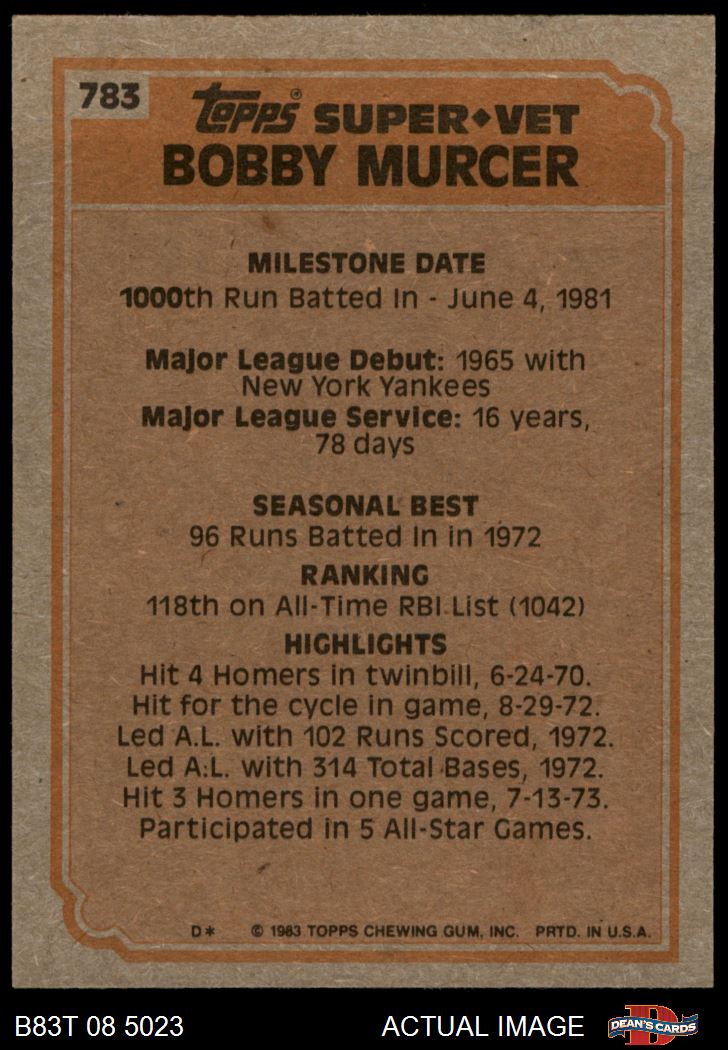 783
Topps® SUPER♦VET
BOBBY MURCER
MILESTONE DATE
1000th Run Batted In - June 4, 1981
Major League Debut: 1965 with
New York Yankees
Major League Service: 16 years,
78 days
SEASONAL BEST
96 Runs Batted In in 1972
RANKING
118th on All-Time RBI List (1042)
HIGHLIGHTS
Hit 4 Homers in twinbill, 6-24-70.
Hit for the cycle in game, 8-29-72.
Led A.L. with 102 Runs Scored, 1972.
Led A.L. with 314 Total Bases, 1972.
Hit 3 Homers in one game, 7-13-73.
Participated in 5 All-Star Games.
D* © 1983 TOPPS CHEWING GUM, INC. PRTD. IN U.S.A.
B83T 08 5023 ACTUAL IMAGE D DEAN'S CARDS